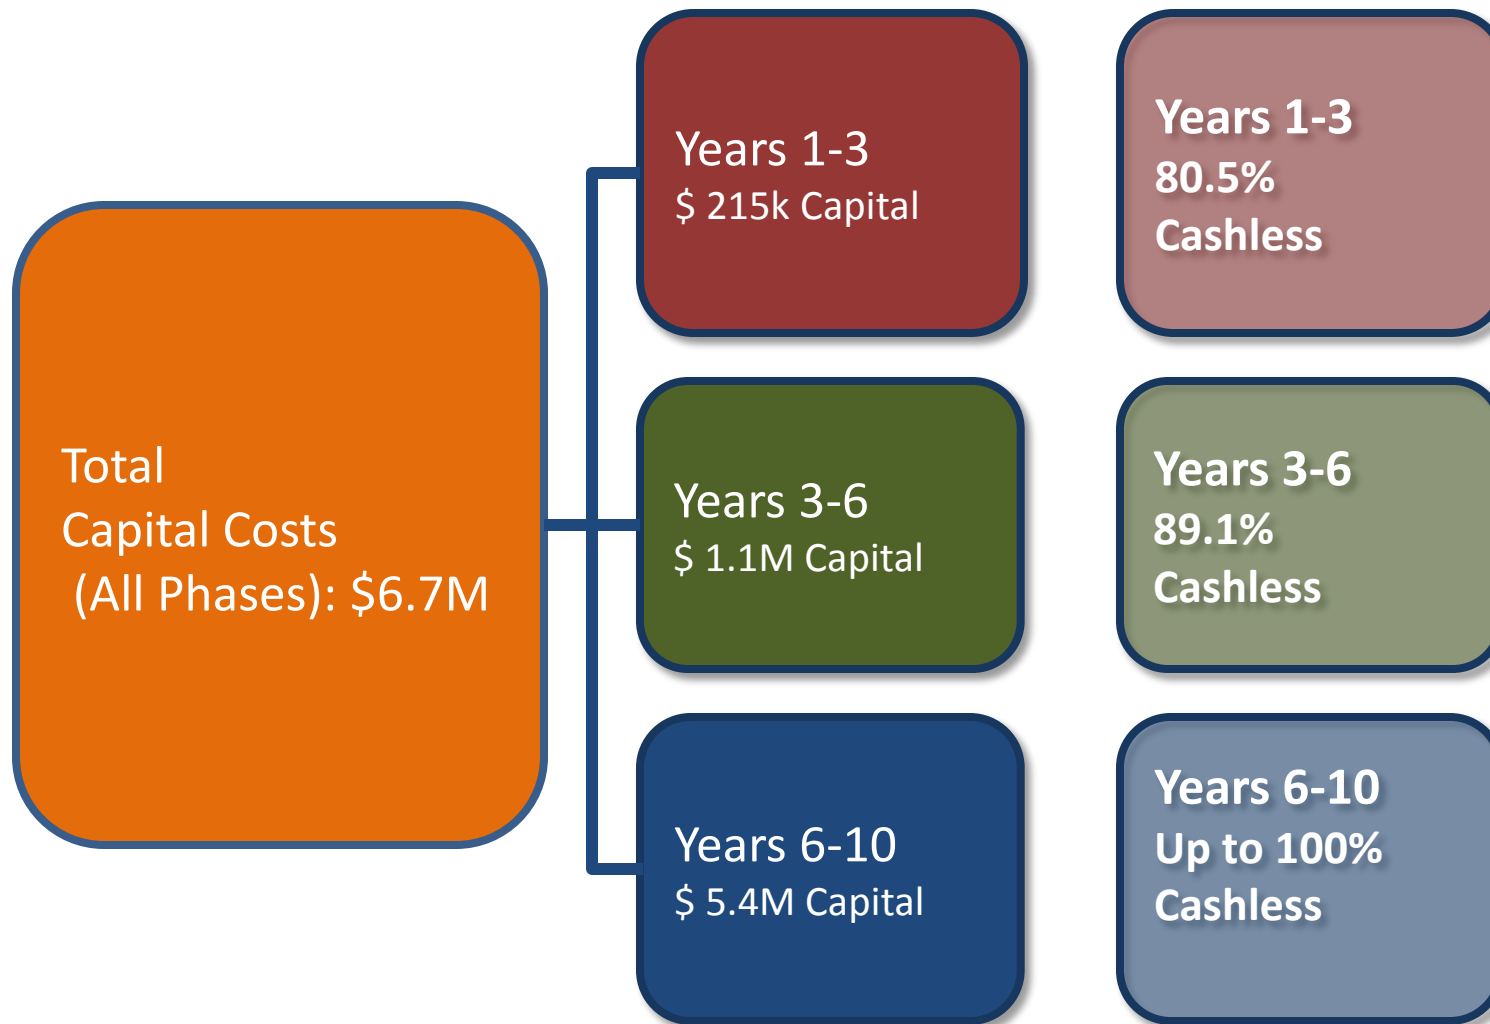 Total
Capital Costs
(All Phases): $6.7M
Years 1-3
$ 215k Capital
Years 1-3
80.5%
Cashless
Years 3-6
$ 1.1M Capital
Years 3-6
89.1%
Cashless
Years 6-10
$ 5.4M Capital
Years 6-10
Up to 100%
Cashless